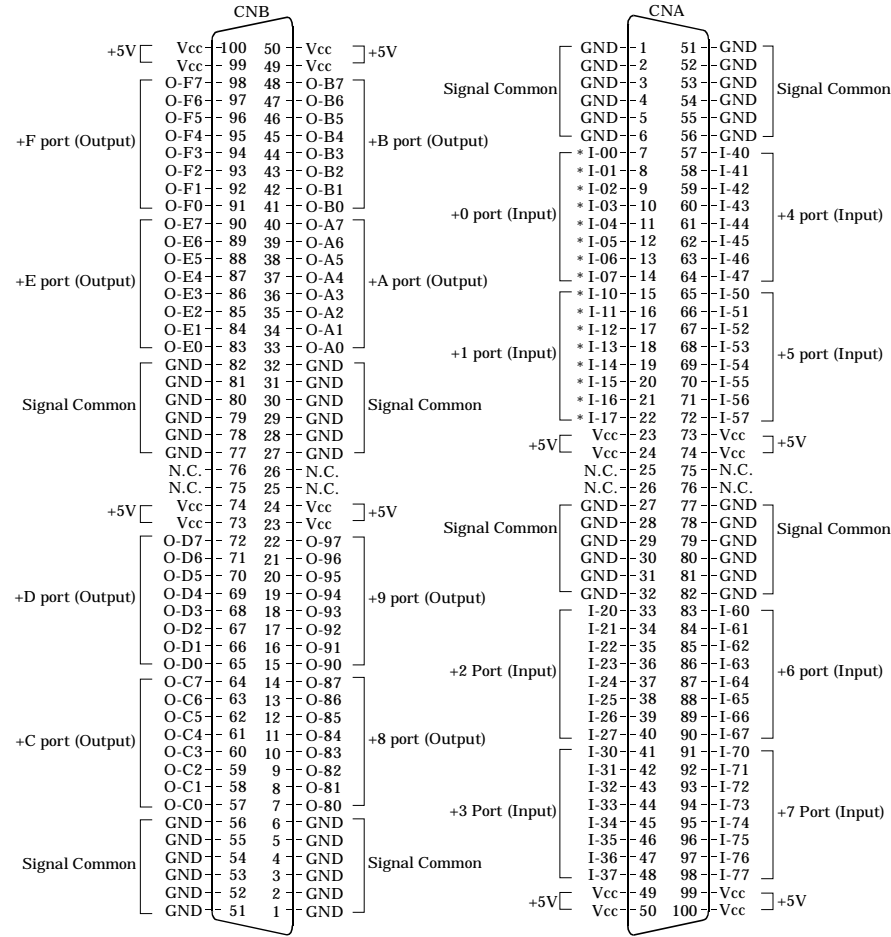 CNB
+5V Vcc 100 50 Vcc +5V
Vcc 99 49 Vcc
O-F7 98 48 O-B7
O-F6 97 47 O-B6
O-F5 96 46 O-B5
+F port (Output) O-F4 95 45 O-B4 +B port (Output)
O-F3 94 44 O-B3
O-F2 93 43 O-B2
O-F1 92 42 O-B1
O-F0 91 41 O-B0
O-E7 90 40 O-A7
O-E6 89 39 O-A6
O-E5 88 38 O-A5
+E port (Output) O-E4 87 37 O-A4 +A port (Output)
O-E3 86 36 O-A3
O-E2 85 35 O-A2
O-E1 84 34 O-A1
O-E0 83 33 O-A0
GND 82 32 GND
GND 81 31 GND
Signal Common GND 80 30 GND Signal Common
GND 79 29 GND
GND 78 28 GND
GND 77 27 GND
N.C. 76 26 N.C.
N.C. 75 25 N.C.
+5V Vcc 74 24 Vcc +5V
Vcc 73 23 Vcc
O-D7 72 22 O-97
O-D6 71 21 O-96
O-D5 70 20 O-95
+D port (Output) O-D4 69 19 O-94 +9 port (Output)
O-D3 68 18 O-93
O-D2 67 17 O-92
O-D1 66 16 O-91
O-D0 65 15 O-90
O-C7 64 14 O-87
O-C6 63 13 O-86
O-C5 62 12 O-85
+C port (Output) O-C4 61 11 O-84 +8 port (Output)
O-C3 60 10 O-83
O-C2 59 9 O-82
O-C1 58 8 O-81
O-C0 57 7 O-80
GND 56 6 GND
GND 55 5 GND
Signal Common GND 54 4 GND Signal Common
GND 53 3 GND
GND 52 2 GND
GND 51 1 GND
CNA
GND 1 51 GND
GND 2 52 GND
Signal Common GND 3 53 GND Signal Common
GND 4 54 GND
GND 5 55 GND
GND 6 56 GND
* I-00 7 57 I-40
* I-01 8 58 I-41
* I-02 9 59 I-42
+0 port (Input) * I-03 10 60 I-43 +4 port (Input)
* I-04 11 61 I-44
* I-05 12 62 I-45
* I-06 13 63 I-46
* I-07 14 64 I-47
* I-10 15 65 I-50
* I-11 16 66 I-51
* I-12 17 67 I-52
+1 port (Input) * I-13 18 68 I-53 +5 port (Input)
* I-14 19 69 I-54
* I-15 20 70 I-55
* I-16 21 71 I-56
* I-17 22 72 I-57
+5V Vcc 23 73 Vcc +5V
Vcc 24 74 Vcc
N.C. 25 75 N.C.
N.C. 26 76 N.C.
GND 27 77 GND
Signal Common GND 28 78 GND Signal Common
GND 29 79 GND
GND 30 80 GND
GND 31 81 GND
GND 32 82 GND
I-20 33 83 I-60
I-21 34 84 I-61
I-22 35 85 I-62
+2 Port (Input) I-23 36 86 I-63 +6 port (Input)
I-24 37 87 I-64
I-25 38 88 I-65
I-26 39 89 I-66
I-27 40 90 I-67
I-30 41 91 I-70
I-31 42 92 I-71
I-32 43 93 I-72
+3 Port (Input) I-33 44 94 I-73 +7 Port (Input)
I-34 45 95 I-74
I-35 46 96 I-75
I-36 47 97 I-76
I-37 48 98 I-77
+5V Vcc 49 99 Vcc +5V
Vcc 50 100 Vcc